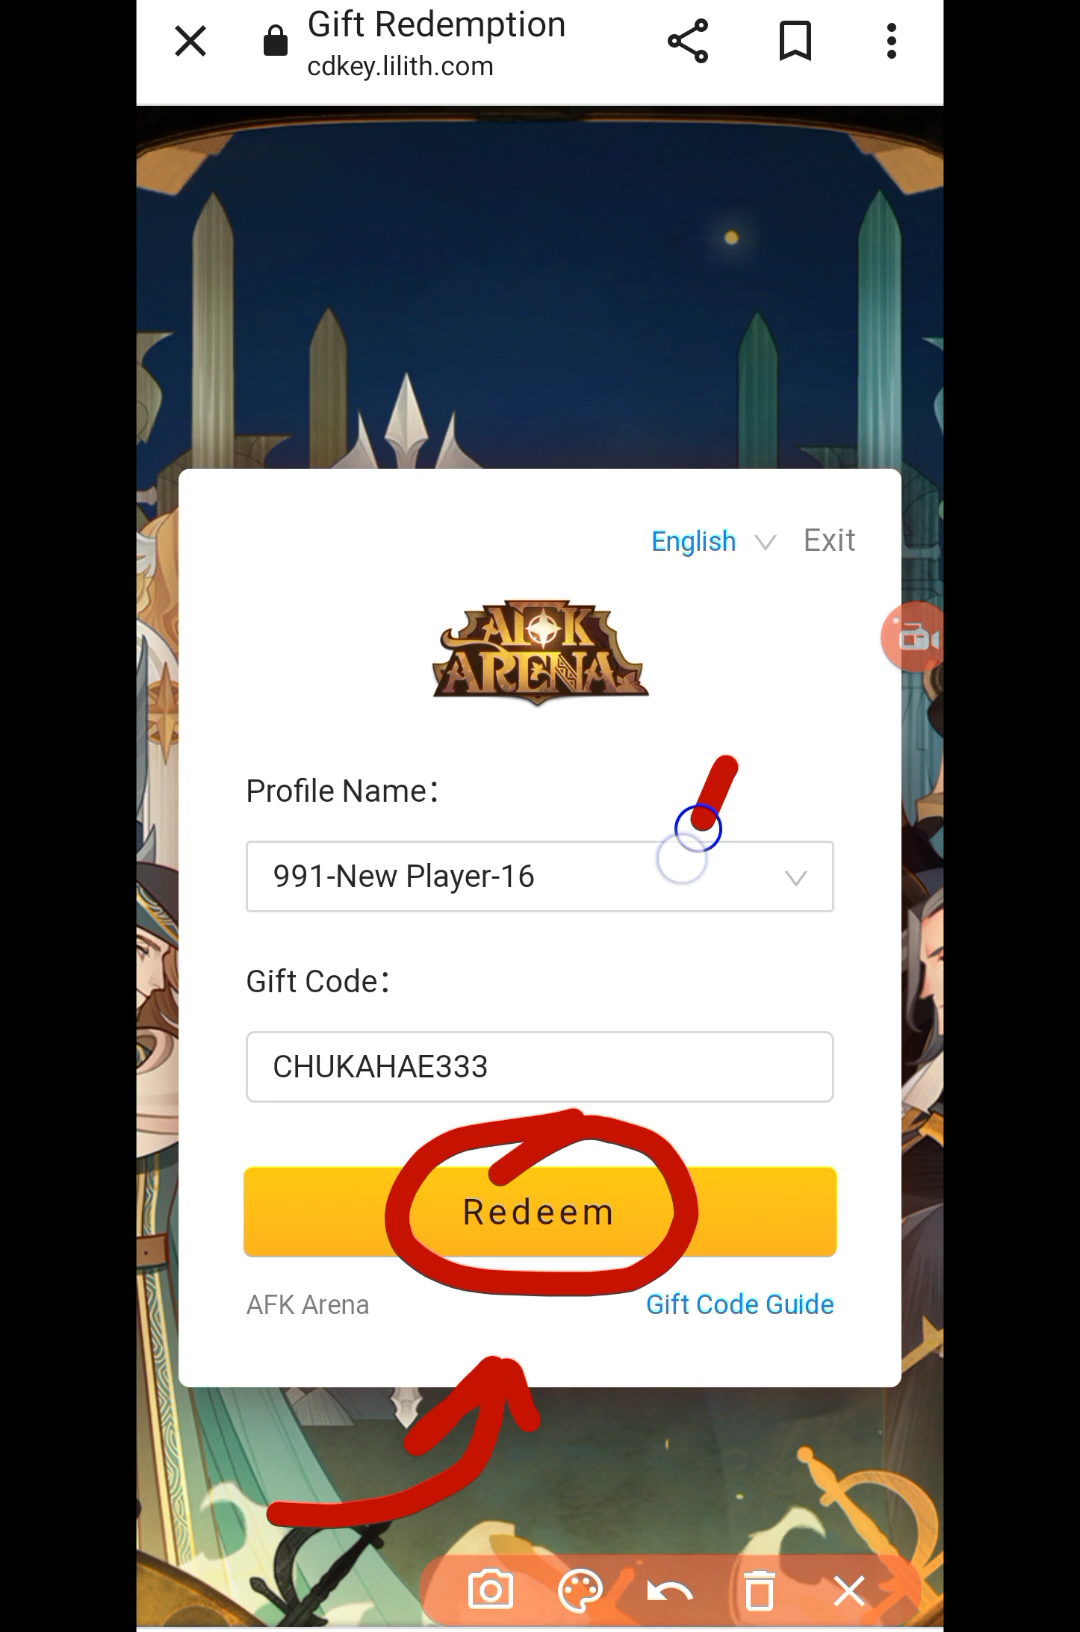 Gift Redemption
cdkey.lilith.com
English
Exit
AFK
ARENA
Profile Name:
991-New Player-16
Gift Code:
CHUKAHAE333
Redeem
AFK Arena
Gift Code Guide